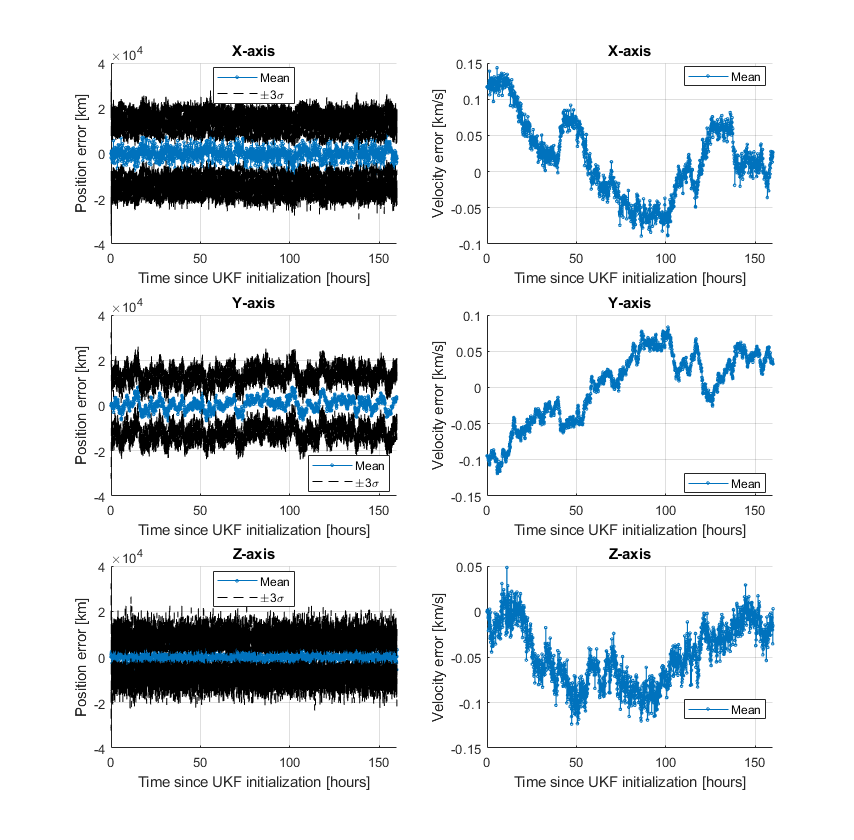 X-axis
×10⁴
Position error [km]
4
2
0
-2
-4
0
50
100
150
Time since UKF initialization [hours]
Mean
±3σ
X-axis
Velocity error [km/s]
0.15
0.1
0.05
0
-0.05
-0.1
0
50
100
150
Time since UKF initialization [hours]
Mean
Y-axis
×10⁴
Position error [km]
4
2
0
-2
-4
0
50
100
150
Time since UKF initialization [hours]
Mean
±3σ
Y-axis
Velocity error [km/s]
0.1
0.05
0
-0.05
-0.1
-0.15
0
50
100
150
Time since UKF initialization [hours]
Mean
Z-axis
×10⁴
Position error [km]
4
2
0
-2
-4
0
50
100
150
Time since UKF initialization [hours]
Mean
±3σ
Z-axis
Velocity error [km/s]
0.05
0
-0.05
-0.1
-0.15
0
50
100
150
Time since UKF initialization [hours]
Mean